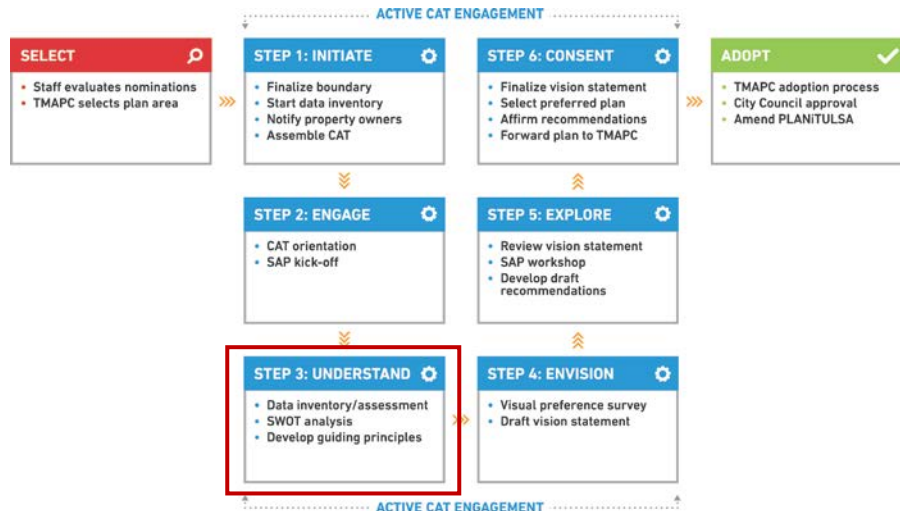 ACTIVE CAT ENGAGEMENT
SELECT
• Staff evaluates nominations
• TMAPC selects plan area
STEP 1: INITIATE
• Finalize boundary
• Start data inventory
• Notify property owners
• Assemble CAT
STEP 2: ENGAGE
• CAT orientation
• SAP kick-off
STEP 3: UNDERSTAND
• Data inventory/assessment
• SWOT analysis
• Develop guiding principles
STEP 4: ENVISION
• Visual preference survey
• Draft vision statement
STEP 5: EXPLORE
• Review vision statement
• SAP workshop
• Develop draft
recommendations
STEP 6: CONSENT
• Finalize vision statement
• Select preferred plan
• Affirm recommendations
• Forward plan to TMAPC
ADOPT
• TMAPC adoption process
• City Council approval
• Amend PLANiTULSA
ACTIVE CAT ENGAGEMENT